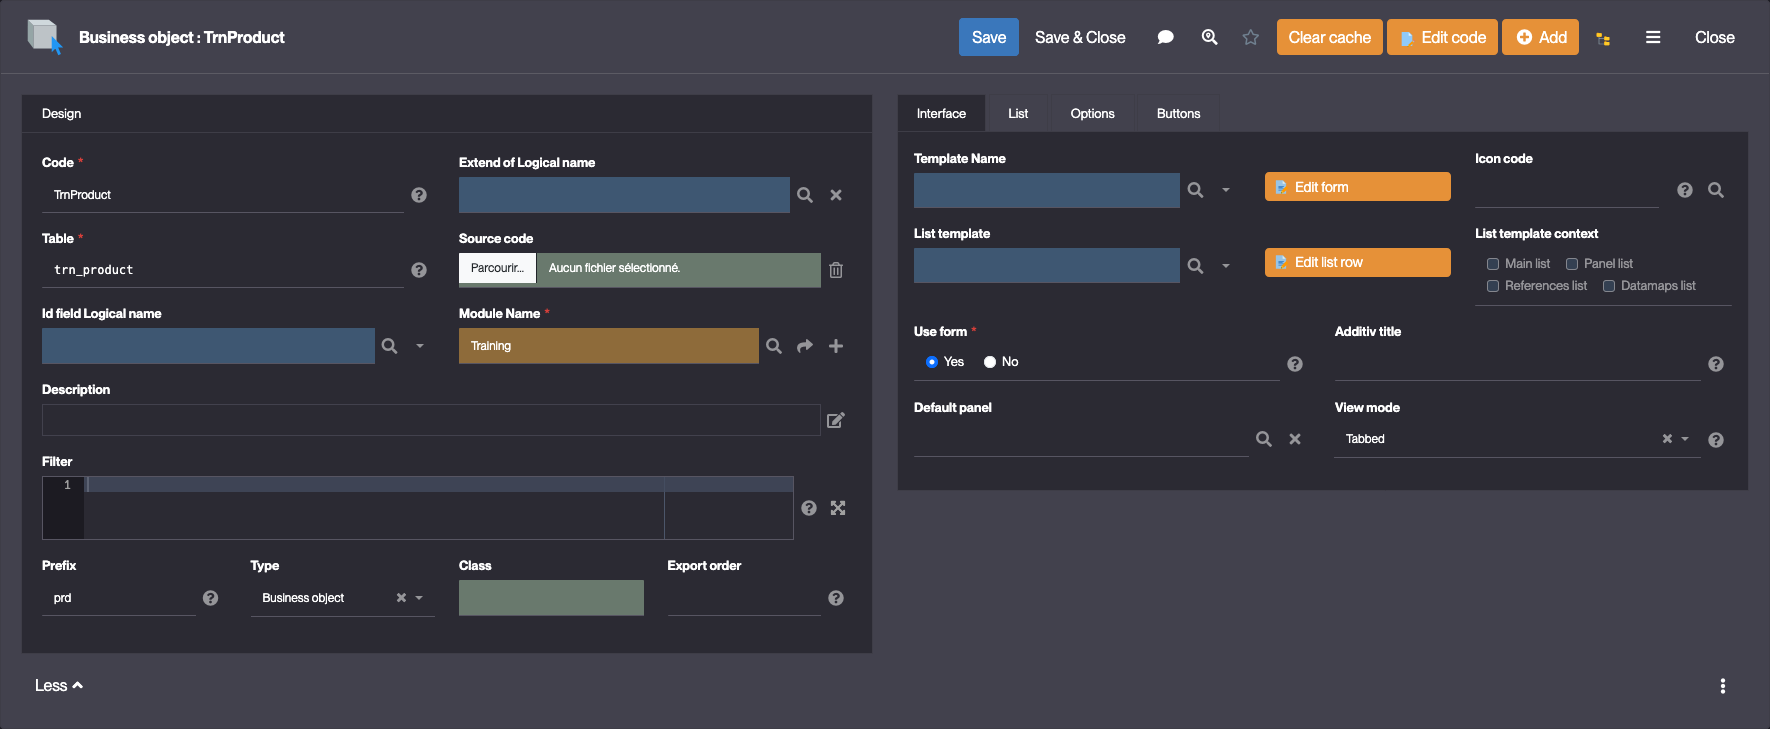 Business object : TrnProduct
Save
Save & Close
Clear cache
Edit code
Add
Close
Design
Code *
TrnProduct
Extend of Logical name
Table *
trn_product
Source code
Parcourir...
Aucun fichier sélectionné.
Id field Logical name
Module Name *
Training
Description
Filter
1
Prefix
prd
Type
Business object
Class
Export order
Interface
List
Options
Buttons
Template Name
Edit form
Icon code
List template
Edit list row
List template context
Main list
Panel list
References list
Datamaps list
Use form *
Yes
No
Additiv title
Default panel
View mode
Tabbed
Less